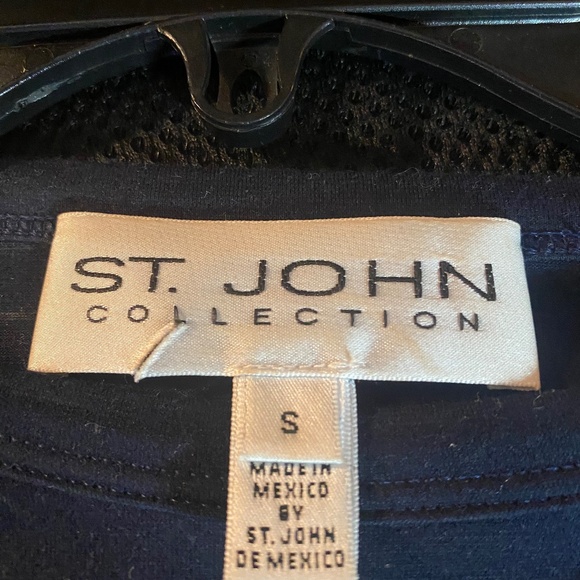 ST. JOHN
COLLECTION
S
MADE IN
MEXICO
BY
ST. JOHN
DE MEXICO